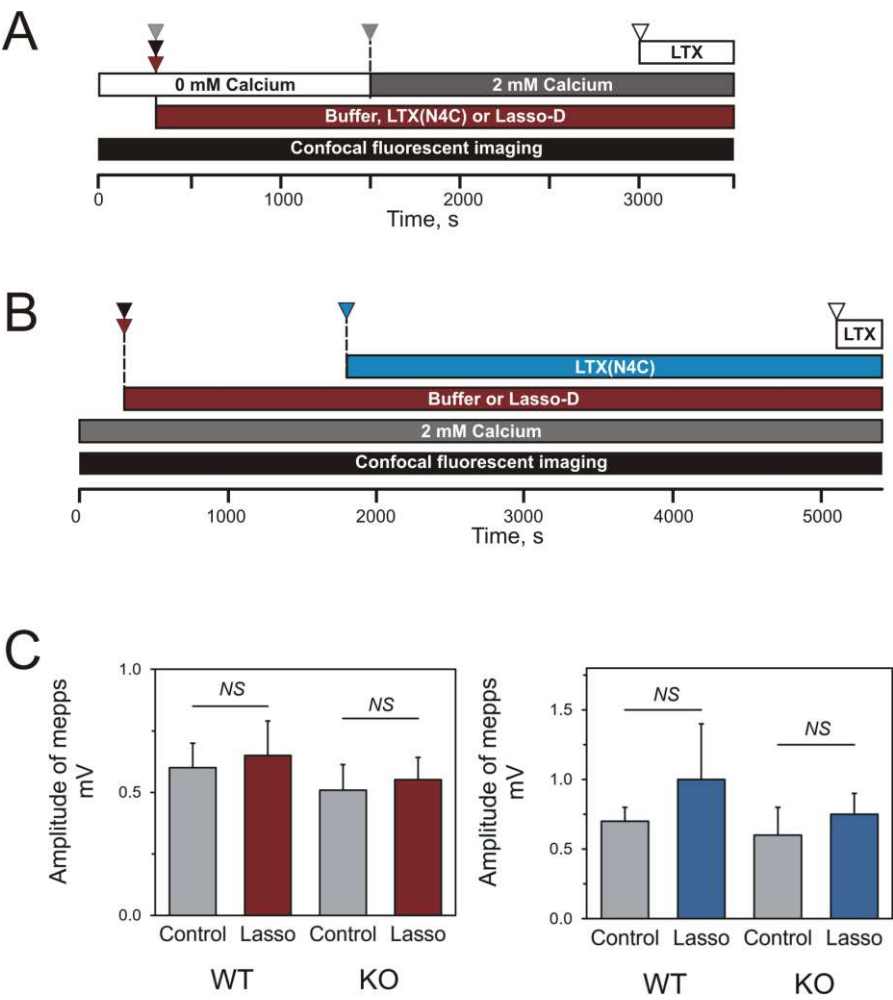 A
LTX
0 mM Calcium
2 mM Calcium
Buffer, LTX(N4C) or Lasso-D
Confocal fluorescent imaging
0
1000
2000
3000
Time, s
B
LTX
LTX(N4C)
Buffer or Lasso-D
2 mM Calcium
Confocal fluorescent imaging
0
1000
2000
3000
4000
5000
Time, s
C
Amplitude of mepps
mV
1.0
0.5
0.0
NS
NS
Control
Lasso
Control
Lasso
WT
KO
Amplitude of mepps
mV
1.5
1.0
0.5
0.0
NS
NS
Control
Lasso
Control
Lasso
WT
KO